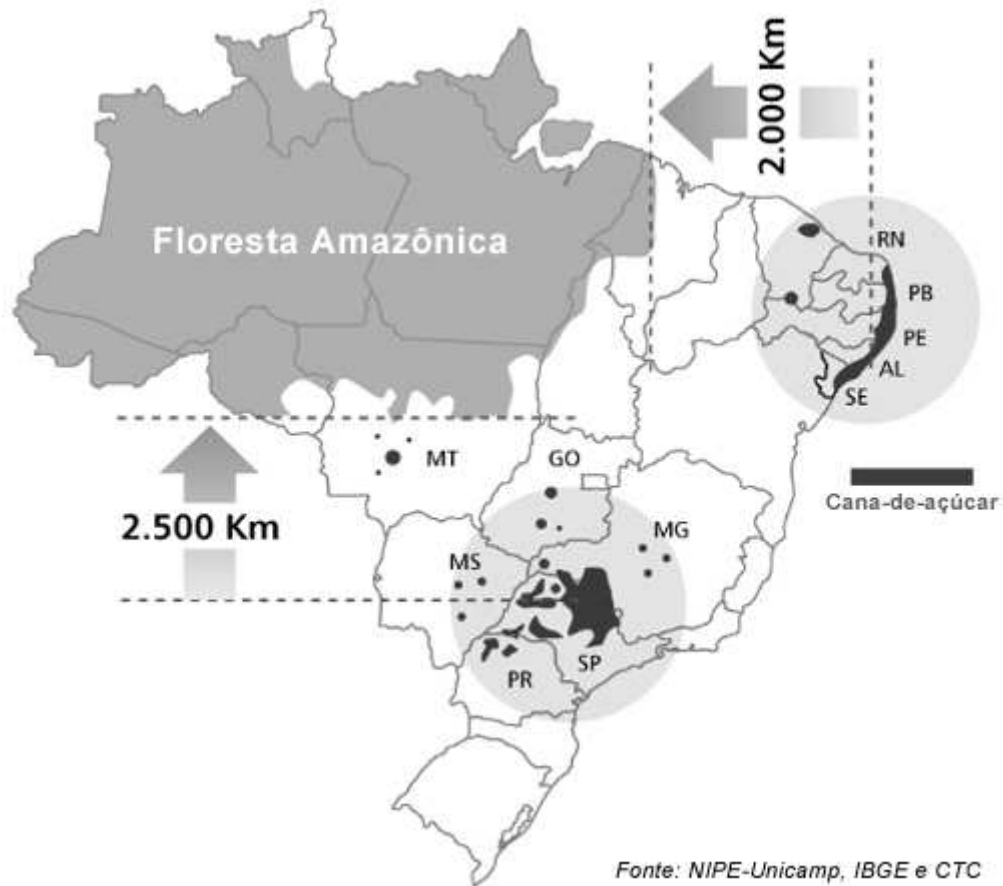 2.000 Km
Floresta Amazônica
RN
PB
PE
AL
SE
MT
GO
Cana-de-açúcar
2.500 Km
MG
MS
SP
PR
Fonte: NIPE-Unicamp, IBGE e CTC